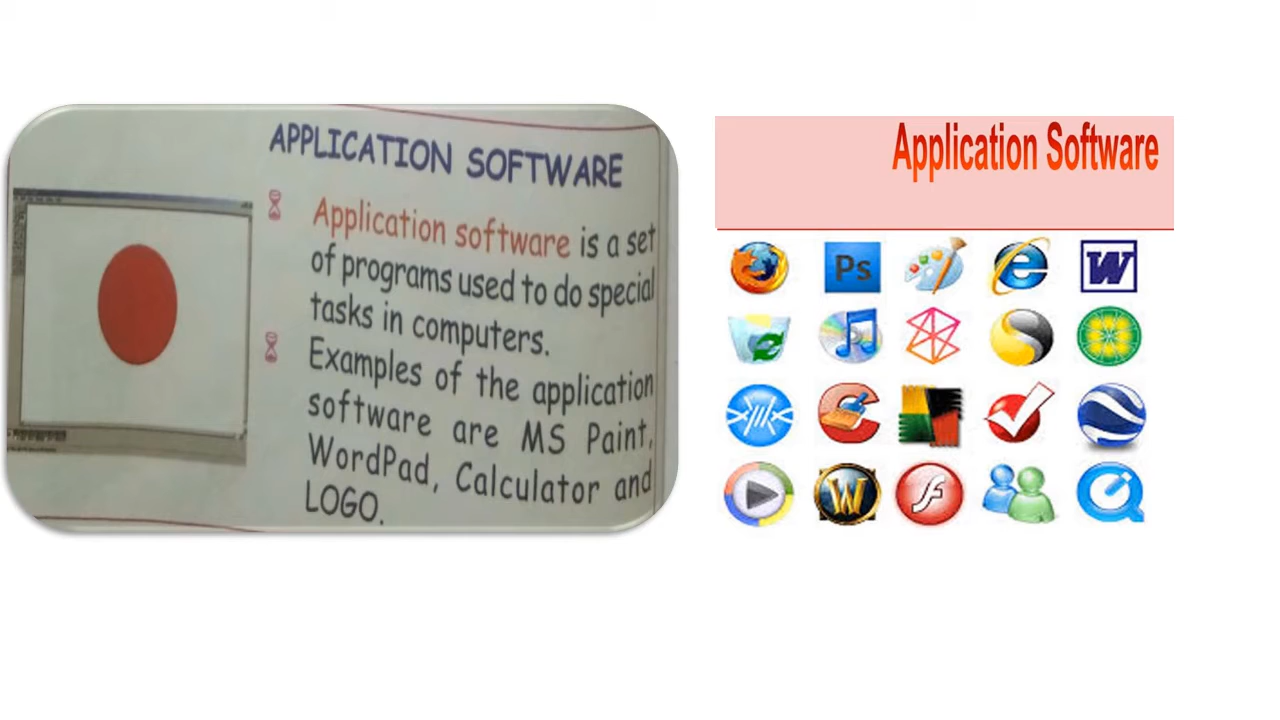 APPLICATION SOFTWARE
Application software is a set
of programs used to do special
tasks in computers.
Examples of the application
software are MS Paint,
WordPad, Calculator and
LOGO.
Application Software
Ps
W
W